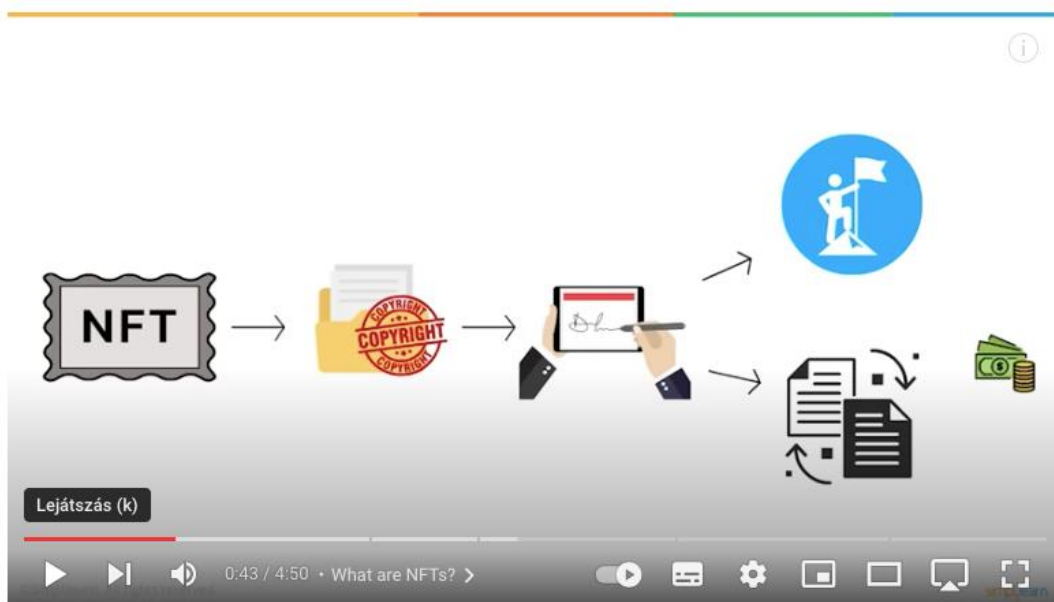 NFT
COPYRIGHT
COPYRIGHT
COPYRIGHT
Lejátszás (k)
0:43 / 4:50 • What are NFTs? >